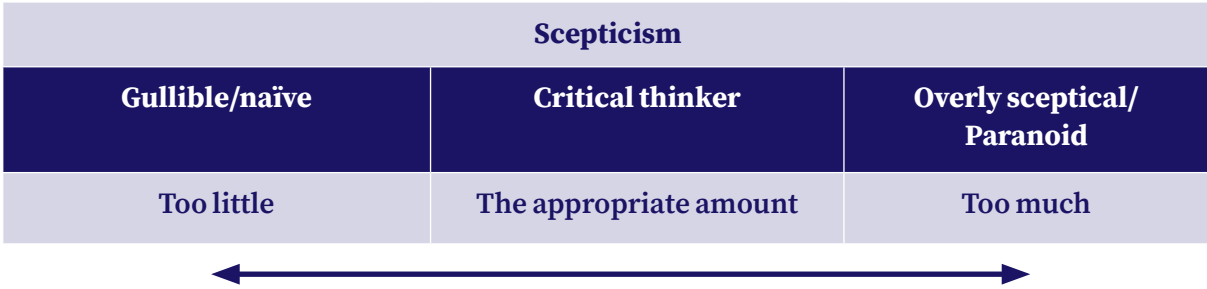 Scepticism
Gullible/naïve
Critical thinker
Overly sceptical/
Paranoid
Too little
The appropriate amount
Too much